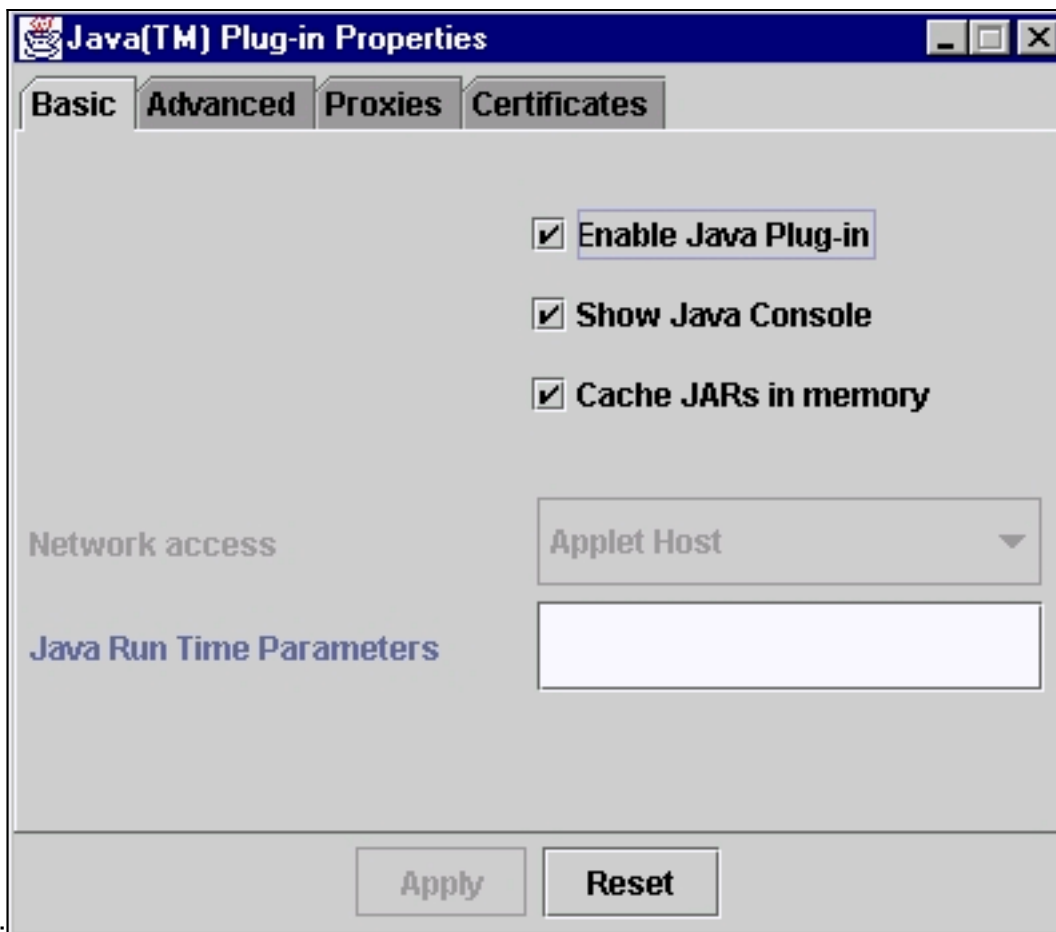 Java(TM) Plug-in Properties
Basic Advanced Proxies Certificates
Enable Java Plug-in
Show Java Console
Cache JARs in memory
Network access Applet Host
Java Run Time Parameters
Apply Reset
.